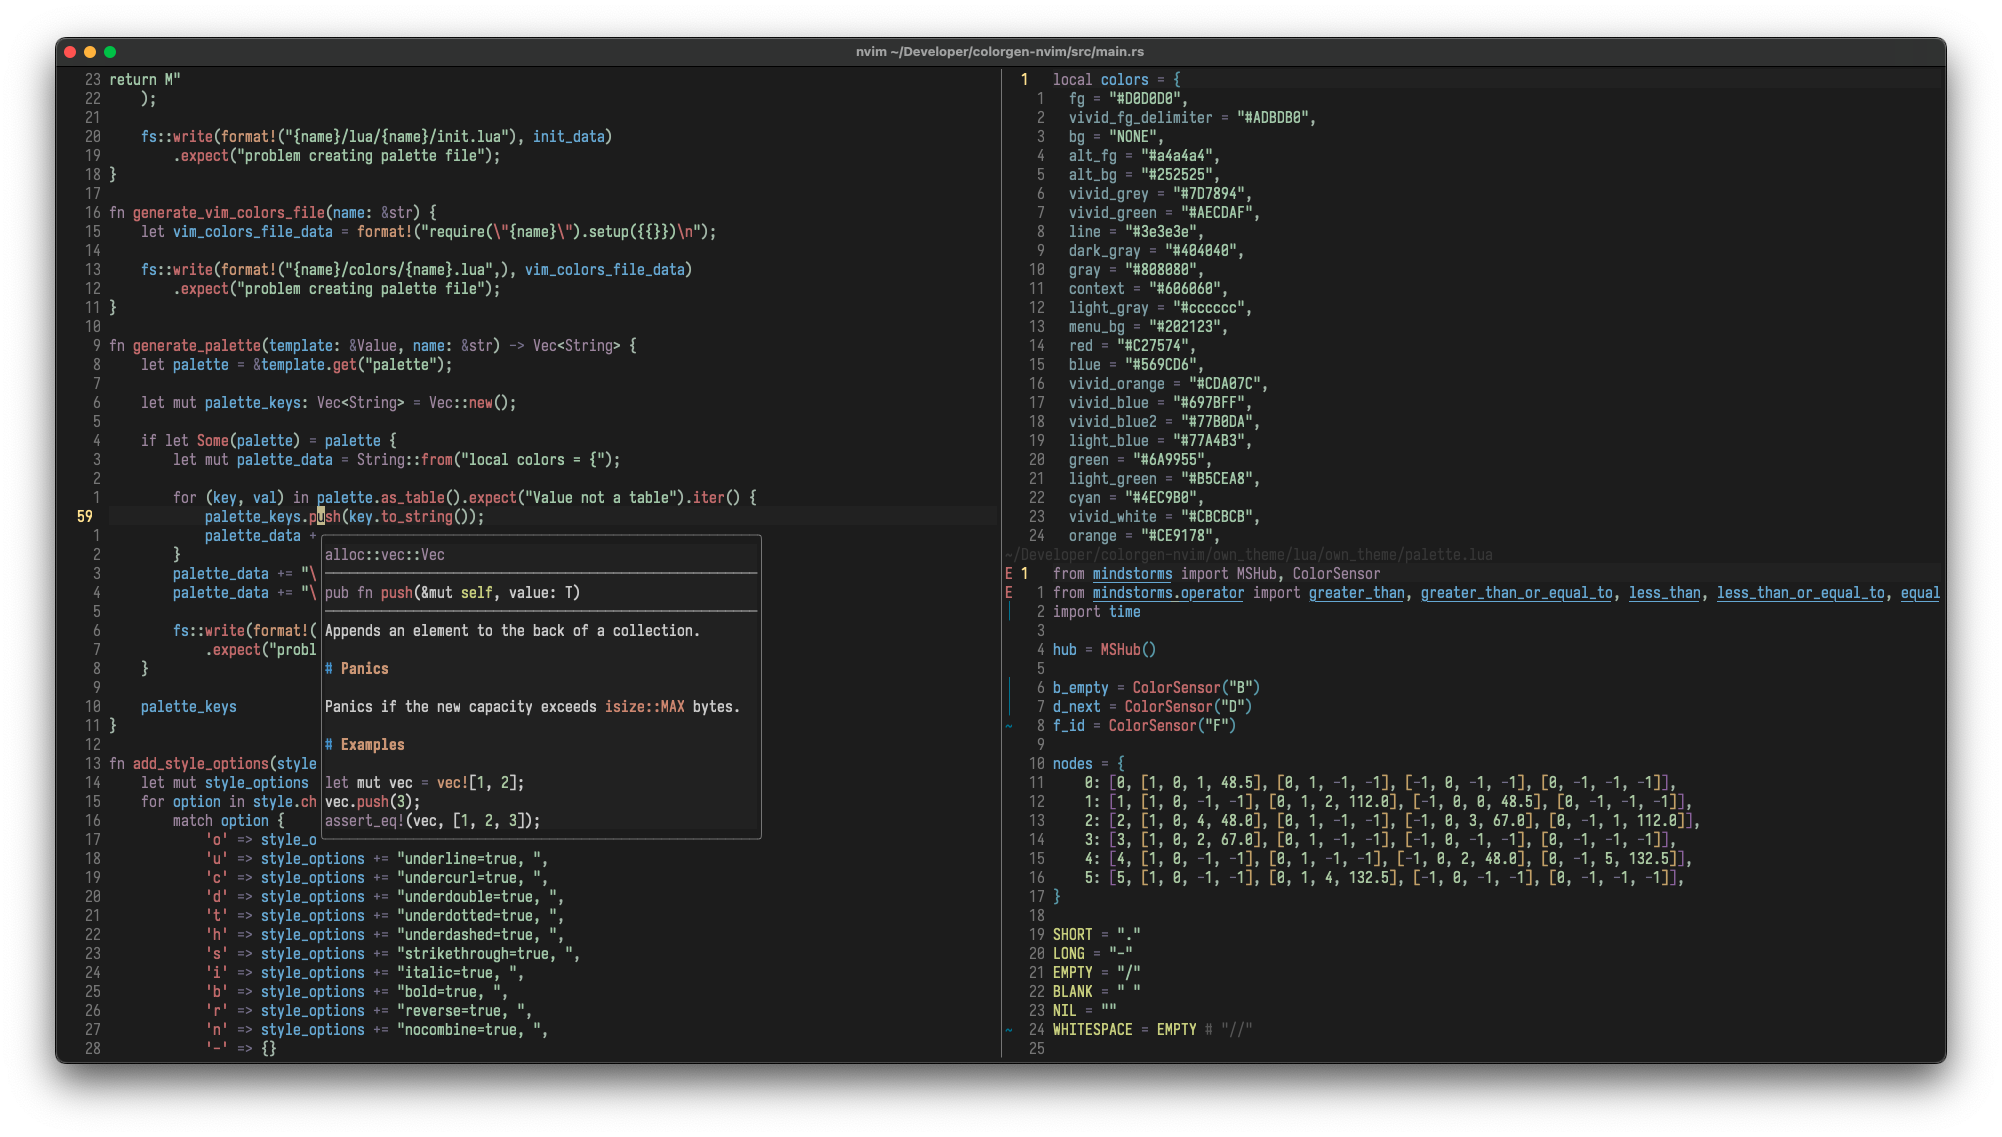 nvim ~/Developer/colorgen-nvim/src/main.rs
23 return M"
22     );
21
20     fs::write(format!("{name}/lua/{name}/init.lua"), init_data)
19         .expect("problem creating palette file");
18 }
17
16 fn generate_vim_colors_file(name: &str) {
15     let vim_colors_file_data = format!("require(\"{name}\").setup({{}})\n");
14
13     fs::write(format!("{name}/colors/{name}.lua",), vim_colors_file_data)
12         .expect("problem creating palette file");
11 }
10
9 fn generate_palette(template: &Value, name: &str) -> Vec<String> {
8     let palette = &template.get("palette");
7
6     let mut palette_keys: Vec<String> = Vec::new();
5
4     if let Some(palette) = palette {
3         let mut palette_data = String::from("local colors = {");
2
1         for (key, val) in palette.as_table().expect("Value not a table").iter() {
59             palette_keys.push(key.to_string());
1             palette_data +
2         }
3         palette_data += "\
4         palette_data += "\
5
6         fs::write(format!(
7             .expect("probl
8     }
9
10     palette_keys
11 }
12
13 fn add_style_options(style
14     let mut style_options
15     for option in style.ch
16         match option {
17             'o' => style_o
18             'u' => style_options += "underline=true, ",
19             'c' => style_options += "undercurl=true, ",
20             'd' => style_options += "underdouble=true, ",
21             't' => style_options += "underdotted=true, ",
22             'h' => style_options += "underdashed=true, ",
23             's' => style_options += "strikethrough=true, ",
24             'i' => style_options += "italic=true, ",
25             'b' => style_options += "bold=true, ",
26             'r' => style_options += "reverse=true, ",
27             'n' => style_options += "nocombine=true, ",
28             '-' => {}
alloc::vec::Vec
pub fn push(&mut self, value: T)
Appends an element to the back of a collection.
# Panics
Panics if the new capacity exceeds isize::MAX bytes.
# Examples
let mut vec = vec![1, 2];
vec.push(3);
assert_eq!(vec, [1, 2, 3]);
1 local colors = {
1   fg = "#D0D0D0",
2   vivid_fg_delimiter = "#ADBDB0",
3   bg = "NONE",
4   alt_fg = "#a4a4a4",
5   alt_bg = "#252525",
6   vivid_grey = "#7D7894",
7   vivid_green = "#AECDAF",
8   line = "#3e3e3e",
9   dark_gray = "#404040",
10   gray = "#808080",
11   context = "#606060",
12   light_gray = "#cccccc",
13   menu_bg = "#202123",
14   red = "#C27574",
15   blue = "#569CD6",
16   vivid_orange = "#CDA07C",
17   vivid_blue = "#697BFF",
18   vivid_blue2 = "#77B0DA",
19   light_blue = "#77A4B3",
20   green = "#6A9955",
21   light_green = "#B5CEA8",
22   cyan = "#4EC9B0",
23   vivid_white = "#CBCBCB",
24   orange = "#CE9178",
~/Developer/colorgen-nvim/own_theme/lua/own_theme/palette.lua
E 1 from mindstorms import MSHub, ColorSensor
E 1 from mindstorms.operator import greater_than, greater_than_or_equal_to, less_than, less_than_or_equal_to, equal
2 import time
3
4 hub = MSHub()
5
6 b_empty = ColorSensor("B")
7 d_next = ColorSensor("D")
~ 8 f_id = ColorSensor("F")
9
10 nodes = {
11     0: [0, [1, 0, 1, 48.5], [0, 1, -1, -1], [-1, 0, -1, -1], [0, -1, -1, -1]],
12     1: [1, [1, 0, -1, -1], [0, 1, 2, 112.0], [-1, 0, 0, 48.5], [0, -1, -1, -1]],
13     2: [2, [1, 0, 4, 48.0], [0, 1, -1, -1], [-1, 0, 3, 67.0], [0, -1, 1, 112.0]],
14     3: [3, [1, 0, 2, 67.0], [0, 1, -1, -1], [-1, 0, -1, -1], [0, -1, -1, -1]],
15     4: [4, [1, 0, -1, -1], [0, 1, -1, -1], [-1, 0, 2, 48.0], [0, -1, 5, 132.5]],
16     5: [5, [1, 0, -1, -1], [0, 1, 4, 132.5], [-1, 0, -1, -1], [0, -1, -1, -1]],
17 }
18
19 SHORT = "."
20 LONG = "-"
21 EMPTY = "/"
22 BLANK = " "
23 NIL = ""
~ 24 WHITESPACE = EMPTY # "//"
25